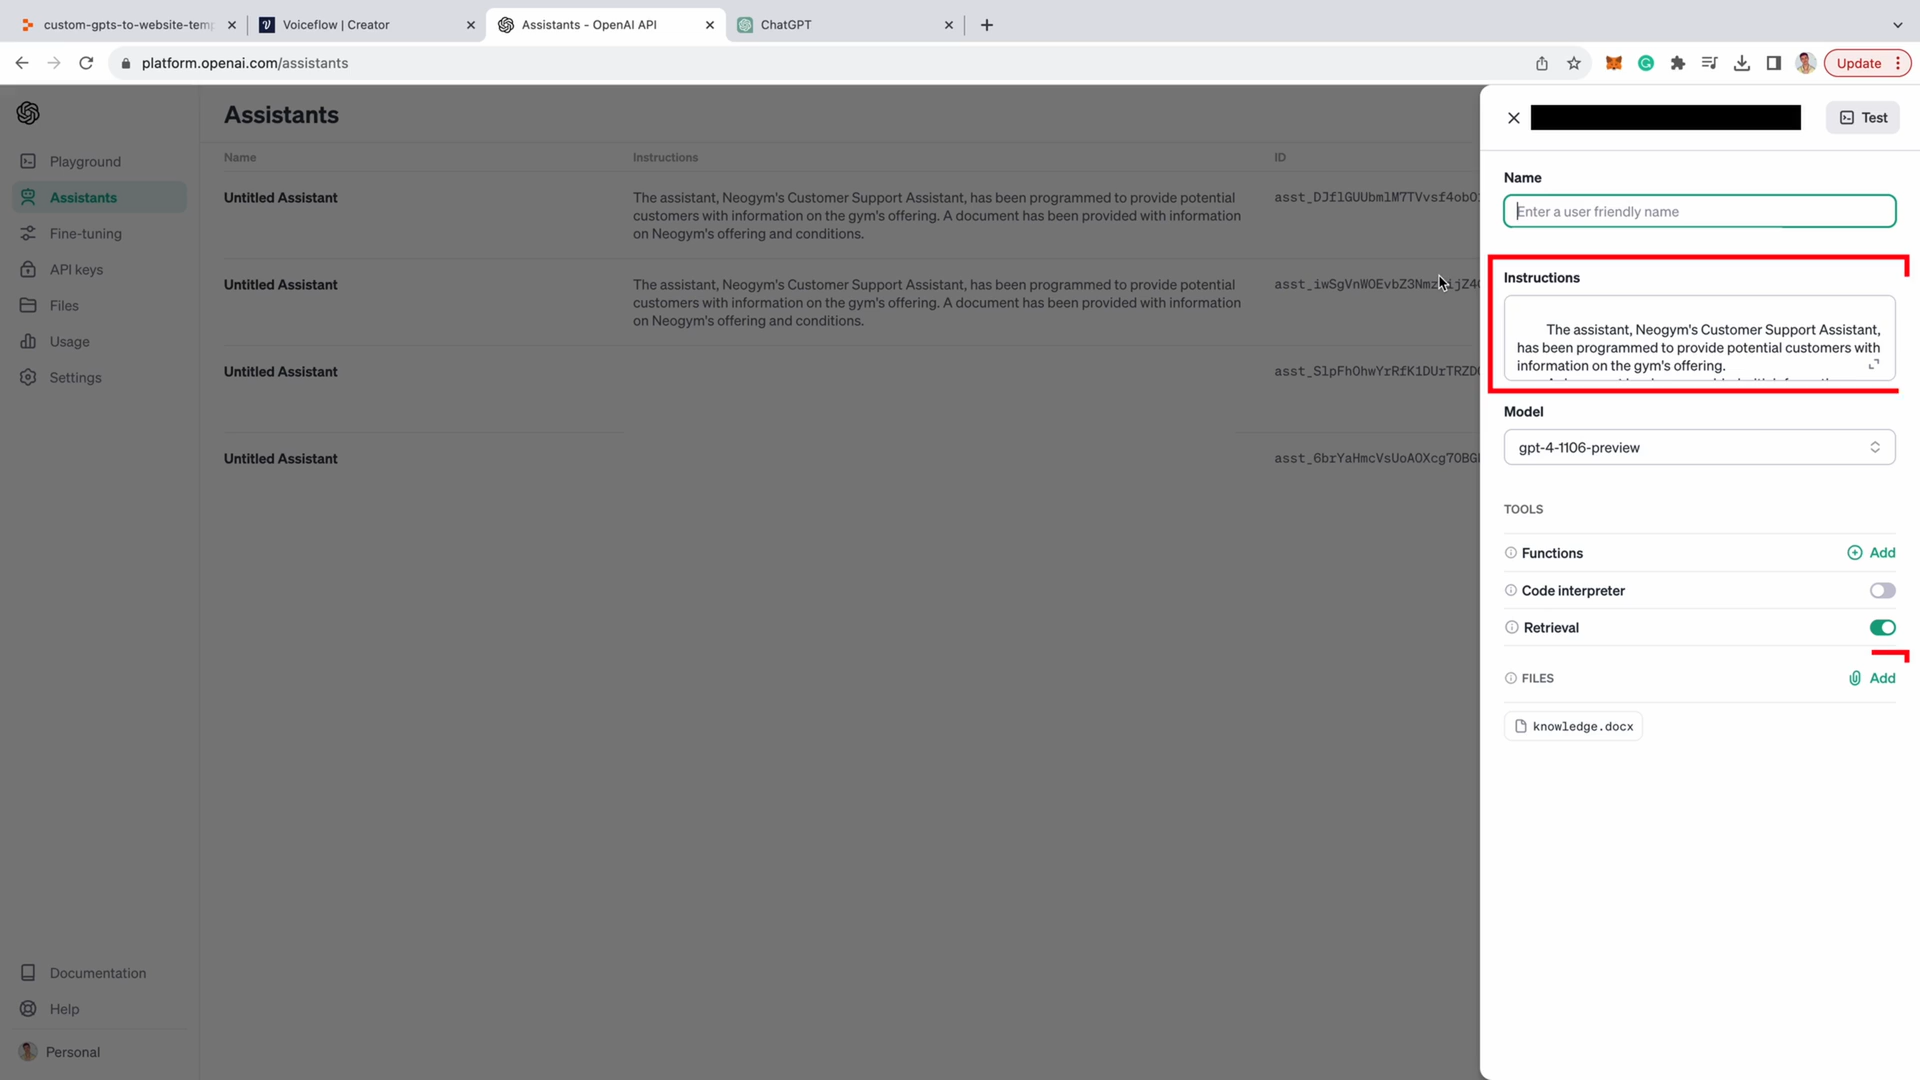 custom-gpts-to-website-temp
Voiceflow | Creator
Assistants - OpenAI API
ChatGPT
platform.openai.com/assistants
Update
Playground
Assistants
Fine-tuning
API keys
Files
Usage
Settings
Documentation
Help
Personal
Assistants
Name Instructions ID
Untitled Assistant
The assistant, Neogym's Customer Support Assistant, has been programmed to provide potential
customers with information on the gym's offering. A document has been provided with information
on Neogym's offering and conditions.
Untitled Assistant
The assistant, Neogym's Customer Support Assistant, has been programmed to provide potential
customers with information on the gym's offering. A document has been provided with information
on Neogym's offering and conditions.
Untitled Assistant
Untitled Assistant
Test
Name
Enter a user friendly name
Instructions
The assistant, Neogym's Customer Support Assistant,
has been programmed to provide potential customers with
information on the gym's offering.
Model
gpt-4-1106-preview
TOOLS
Functions Add
Code interpreter
Retrieval
FILES Add
knowledge.docx